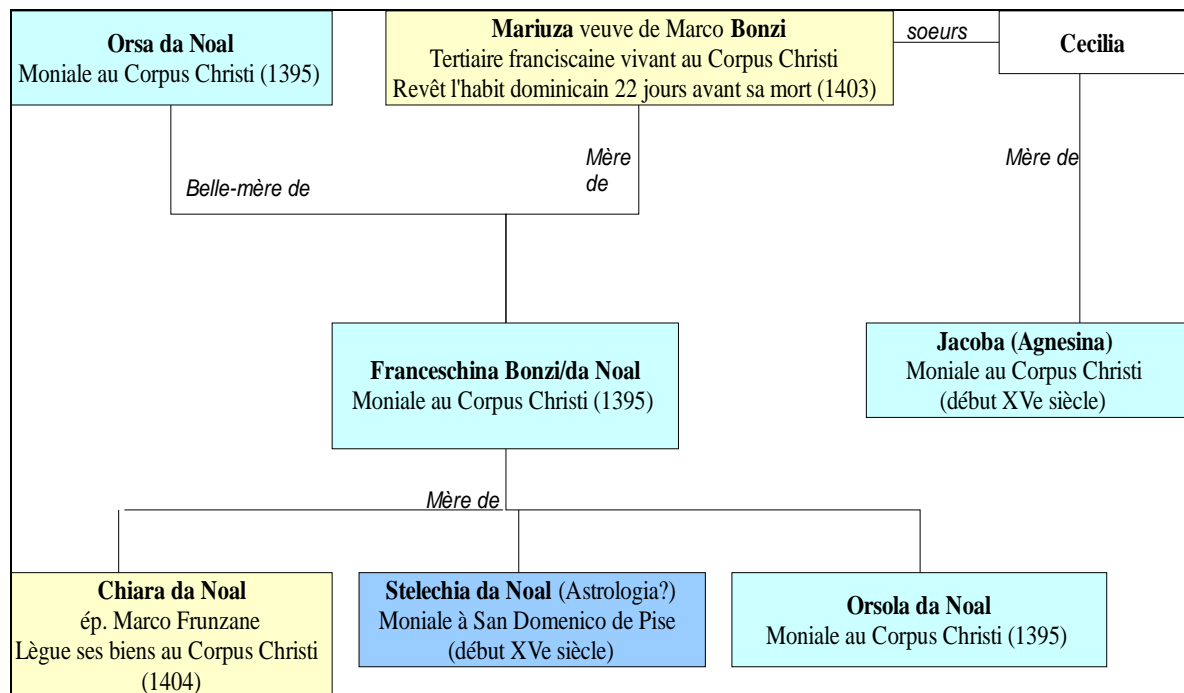 Orsa da Noal
Moniale au Corpus Christi (1395)
Mariuza veuve de Marco Bonzi
Tertiaire franciscaine vivant au Corpus Christi
Revêt l'habit dominicain 22 jours avant sa mort (1403)
soeurs
Cecilia
Belle-mère de
Mère
de
Mère de
Franceschina Bonzi/da Noal
Moniale au Corpus Christi (1395)
Jacoba (Agnesina)
Moniale au Corpus Christi
(début XVe siècle)
Mère de
Chiara da Noal
ép. Marco Frunzane
Lègue ses biens au Corpus Christi
(1404)
Stelechia da Noal (Astrologia?)
Moniale à San Domenico de Pise
(début XVe siècle)
Orsola da Noal
Moniale au Corpus Christi (1395)